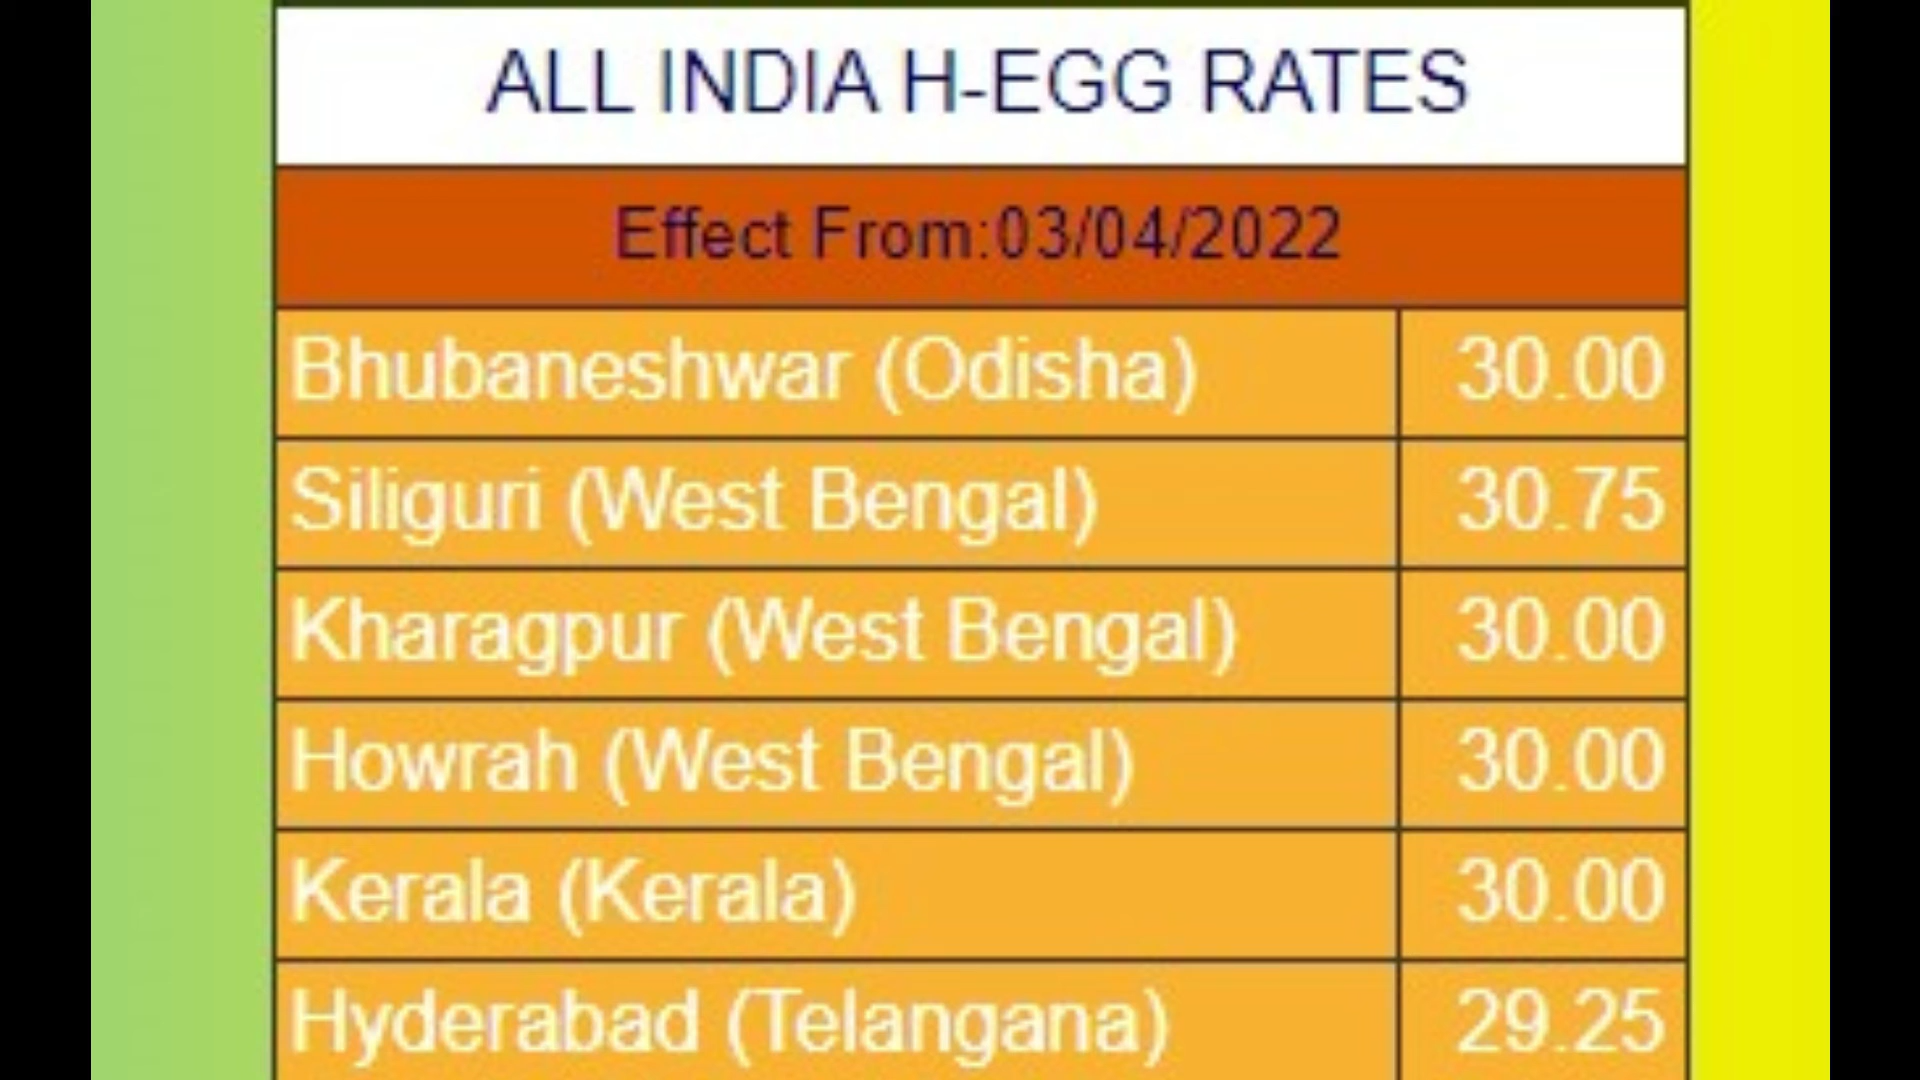 ALL INDIA H-EGG RATES
Effect From:03/04/2022
Bhubaneshwar (Odisha) 30.00
Siliguri (West Bengal) 30.75
Kharagpur (West Bengal) 30.00
Howrah (West Bengal) 30.00
Kerala (Kerala) 30.00
Hyderabad (Telangana) 29.25